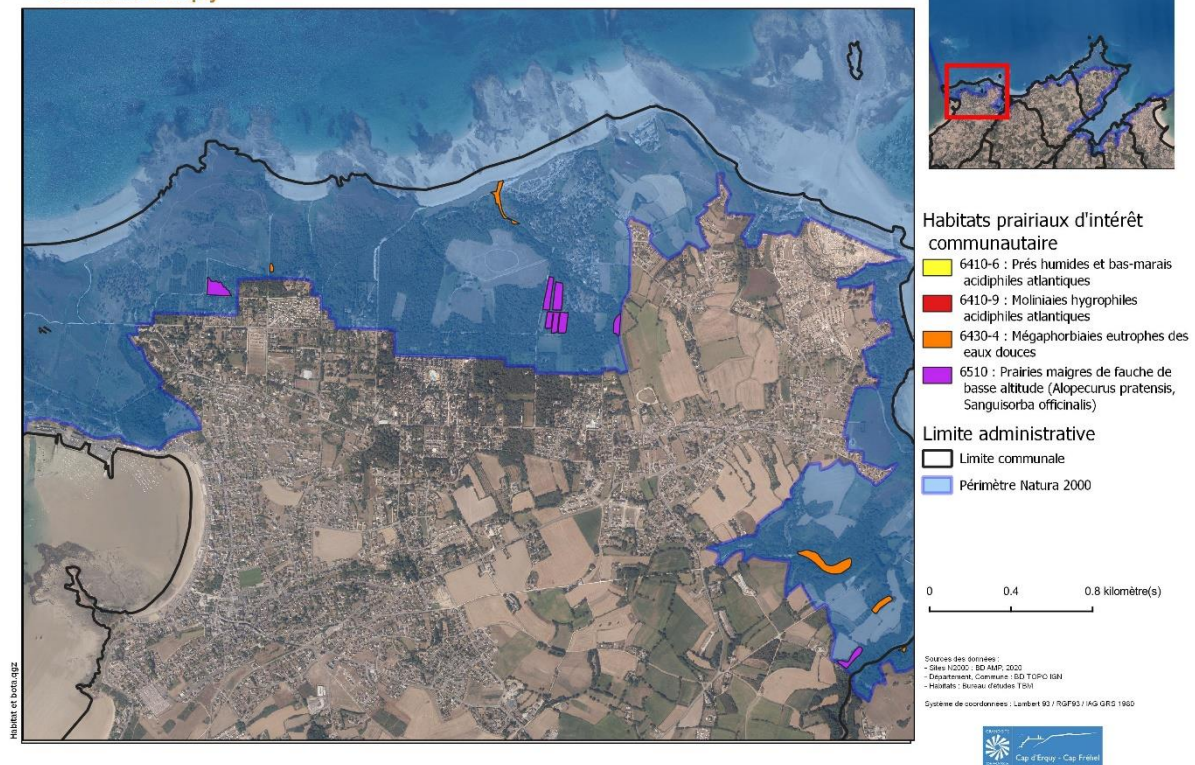 Habitats prairiaux d'intérêt
communautaire
6410-6 : Prés humides et bas-marais
acidiphiles atlantiques
6410-9 : Moliniaies hygrophiles
acidiphiles atlantiques
6430-4 : Mégaphorbiaies eutrophes des
eaux douces
6510 : Prairies maigres de fauche de
basse altitude (Alopecurus pratensis,
Sanguisorba officinalis)
Limite administrative
Limite communale
Périmètre Natura 2000
0 0.4 0.8 kilomètre(s)
Sources des données :
- Sites N2000 : BD AMP, 2020
- Département, Commune : BD TOPO IGN
- Habitats : Bureau d'études TBM
Système de coordonnées : Lambert 93 / RGF93 / IAG GRS 1980
Cap d'Erquy - Cap Fréhel
Habitat et bota.qgz